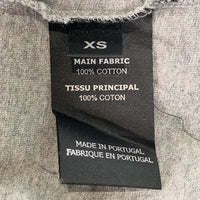 XS
MAIN FABRIC
100% COTTON
TISSU PRINCIPAL
100% COTON
MADE IN PORTUGAL
FABRIQUE EN PORTUGAL